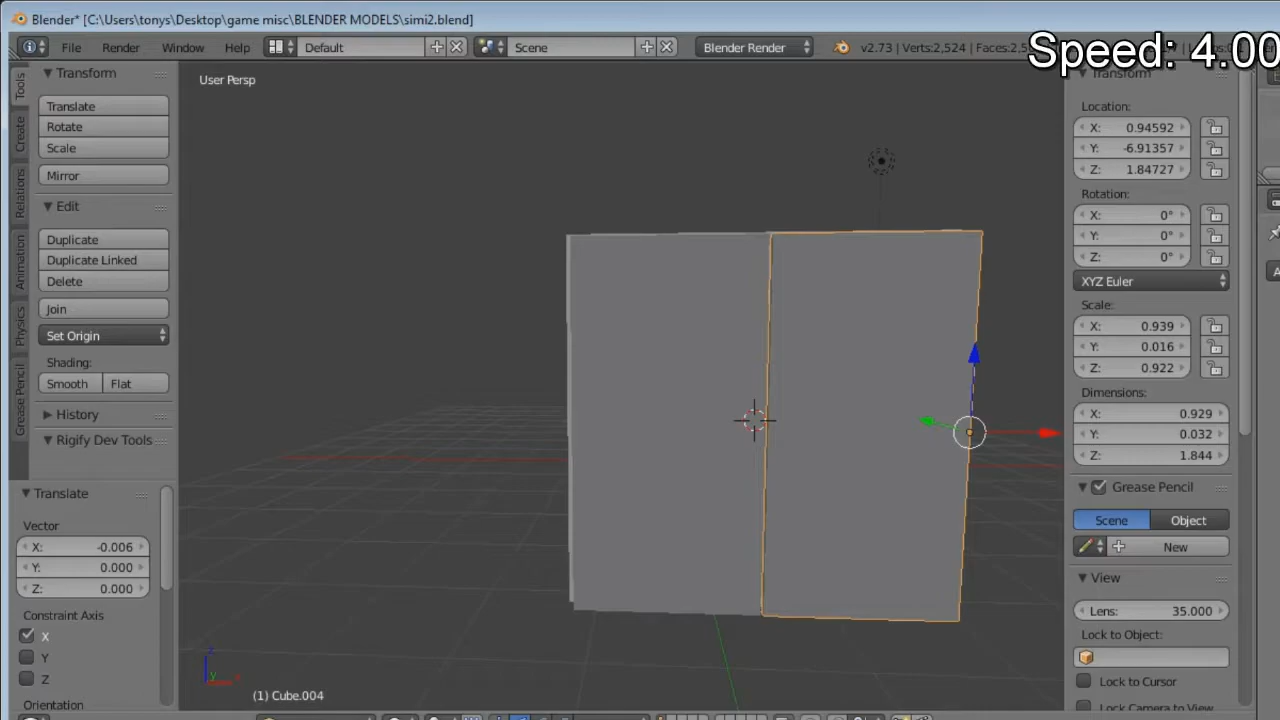 Blender* [C:\Users\tonys\Desktop\game misc\BLENDER MODELS\simi2.blend]
File Render Window Help Default Scene Blender Render v2.73 | Verts:2,524 | Faces:2,5
Speed: 4.00
Tools
Create
Relations
Animation
Physics
Grease Pencil
Transform
Translate
Rotate
Scale
Mirror
Edit
Duplicate
Duplicate Linked
Delete
Join
Set Origin
Shading:
Smooth Flat
History
Rigify Dev Tools
Translate
Vector
X: -0.006
Y: 0.000
Z: 0.000
Constraint Axis
X
Y
Z
Orientation
User Persp
z
y
x
(1) Cube.004
Transform
Location:
X: 0.94592
Y: -6.91357
Z: 1.84727
Rotation:
X: 0°
Y: 0°
Z: 0°
XYZ Euler
Scale:
X: 0.939
Y: 0.016
Z: 0.922
Dimensions:
X: 0.929
Y: 0.032
Z: 1.844
Grease Pencil
Scene Object
New
View
Lens: 35.000
Lock to Object:
Lock to Cursor
Lock Camera to View